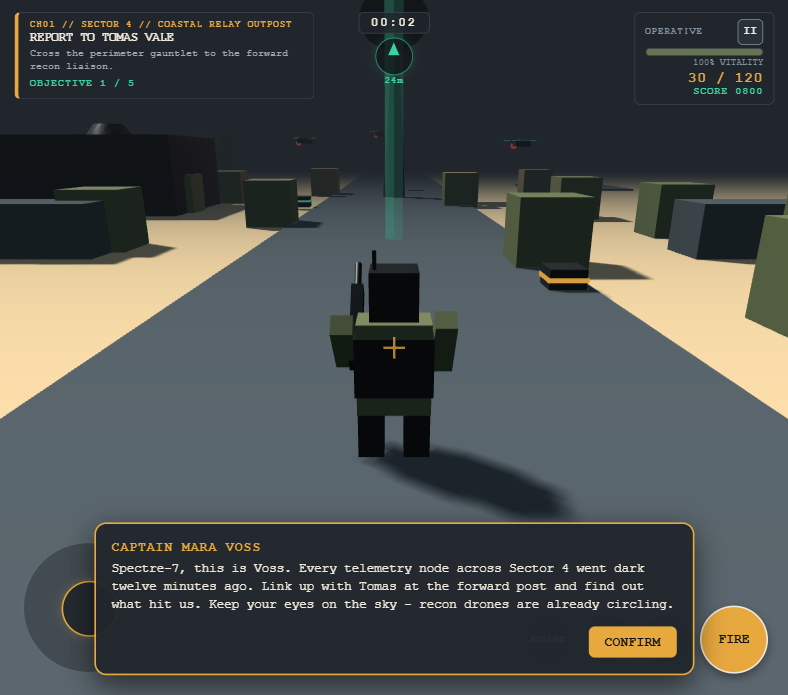 CH01 // SECTOR 4 // COASTAL RELAY OUTPOST
REPORT TO TOMAS VALE
Cross the perimeter gauntlet to the forward
recon liaison.
OBJECTIVE 1 / 5
00:02
24m
OPERATIVE
II
100% VITALITY
30 / 120
SCORE 0800
CAPTAIN MARA VOSS
Spectre-7, this is Voss. Every telemetry node across Sector 4 went dark
twelve minutes ago. Link up with Tomas at the forward post and find out
what hit us. Keep your eyes on the sky - recon drones are already circling.
CONFIRM
FIRE